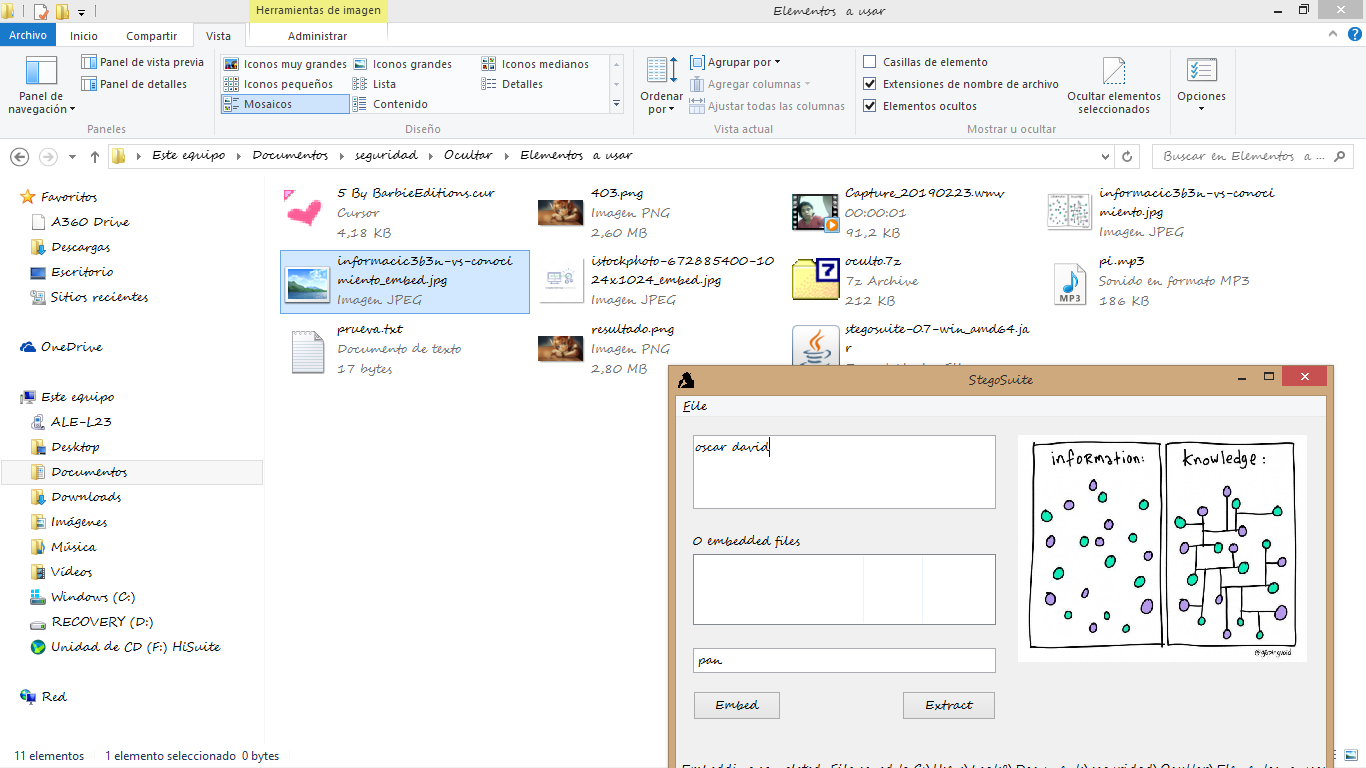 Herramientas de imagen
Elementos a usar
Archivo
Inicio
Compartir
Vista
Administrar
Panel de navegación
Panel de vista previa
Panel de detalles
Paneles
Iconos muy grandes
Iconos grandes
Iconos medianos
Iconos pequeños
Lista
Detalles
Mosaicos
Contenido
Diseño
Ordenar por
Agrupar por
Agregar columnas
Ajustar todas las columnas
Vista actual
Casillas de elemento
Extensiones de nombre de archivo
Elementos ocultos
Ocultar elementos seleccionados
Mostrar u ocultar
Opciones
Este equipo
Documentos
seguridad
Ocultar
Elementos a usar
Buscar en Elementos a ...
Favoritos
A360 Drive
Descargas
Escritorio
Sitios recientes
OneDrive
Este equipo
ALE-L23
Desktop
Documentos
Downloads
Imágenes
Música
Vídeos
Windows (C:)
RECOVERY (D:)
Unidad de CD (F:) HiSuite
Red
5 By BarbieEditions.cur
Cursor
4,18 KB
403.png
Imagen PNG
2,60 MB
Capture_20190223.wmv
00:00:01
91,2 KB
informacic3b3n-vs-conoci
miento.jpg
Imagen JPEG
informacic3b3n-vs-conoci
miento_embed.jpg
Imagen JPEG
istockphoto-672885400-10
24x1024_embed.jpg
Imagen JPEG
oculto.7z
7z Archive
212 KB
pi.mp3
Sonido en formato MP3
186 KB
MP3
prueva.txt
Documento de texto
17 bytes
resultado.png
Imagen PNG
2,80 MB
stegosuite-0.7-win_amd64.ja
r
StegoSuite
File
oscar david
0 embedded files
pan
Embed
Extract
information:
knowledge:
11 elementos
1 elemento seleccionado 0 bytes